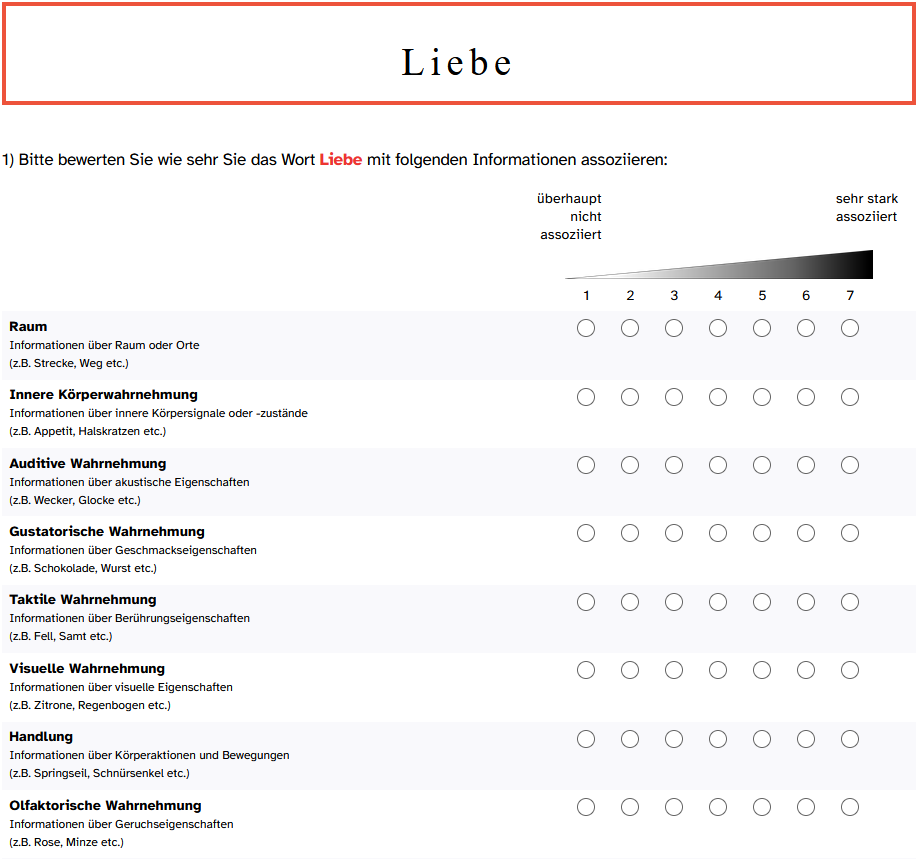 Liebe
1) Bitte bewerten Sie wie sehr Sie das Wort Liebe mit folgenden Informationen assoziieren:
überhaupt
nicht
assoziiert
sehr stark
assoziiert
1 2 3 4 5 6 7
Raum
Informationen über Raum oder Orte
(z.B. Strecke, Weg etc.)
Innere Körperwahrnehmung
Informationen über innere Körpersignale oder -zustände
(z.B. Appetit, Halskratzen etc.)
Auditive Wahrnehmung
Informationen über akustische Eigenschaften
(z.B. Wecker, Glocke etc.)
Gustatorische Wahrnehmung
Informationen über Geschmackseigenschaften
(z.B. Schokolade, Wurst etc.)
Taktile Wahrnehmung
Informationen über Berührungseigenschaften
(z.B. Fell, Samt etc.)
Visuelle Wahrnehmung
Informationen über visuelle Eigenschaften
(z.B. Zitrone, Regenbogen etc.)
Handlung
Informationen über Körperaktionen und Bewegungen
(z.B. Springseil, Schnürsenkel etc.)
Olfaktorische Wahrnehmung
Informationen über Geruchseigenschaften
(z.B. Rose, Minze etc.)